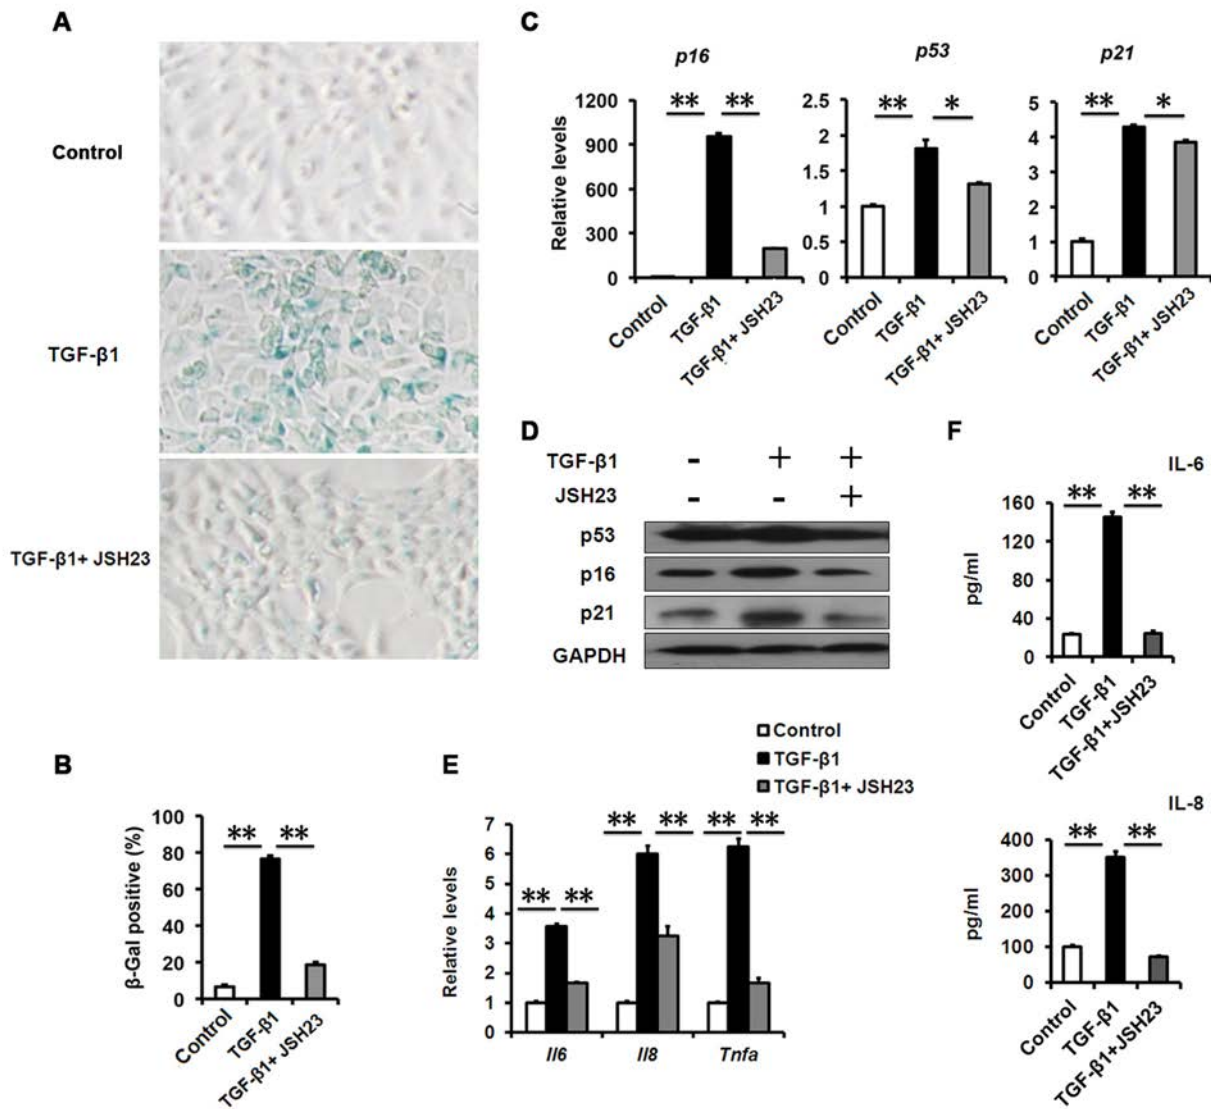 A
Control
TGF-β1
TGF-β1+ JSH23
B
β-Gal positive (%)
100
80
60
40
20
0
** **
Control
TGF-β1
TGF-β1+ JSH23
C
p16
Relative levels
1200
900
600
300
0
** **
Control
TGF-β1
TGF-β1+ JSH23
p53
2.5
2
1.5
1
0.5
0
** *
Control
TGF-β1
TGF-β1+ JSH23
p21
5
4
3
2
1
0
** *
Control
TGF-β1
TGF-β1+ JSH23
D
TGF-β1 - + +
JSH23 - - +
p53
p16
p21
GAPDH
E
Control
TGF-β1
TGF-β1+ JSH23
Relative levels
7
6
5
4
3
2
1
0
** ** ** ** ** **
Il6 Il8 Tnfa
F
IL-6
pg/ml
160
120
80
40
0
** **
Control
TGF-β1
TGF-β1+JSH23
IL-8
pg/ml
400
300
200
100
0
** **
Control
TGF-β1
TGF-β1+JSH23